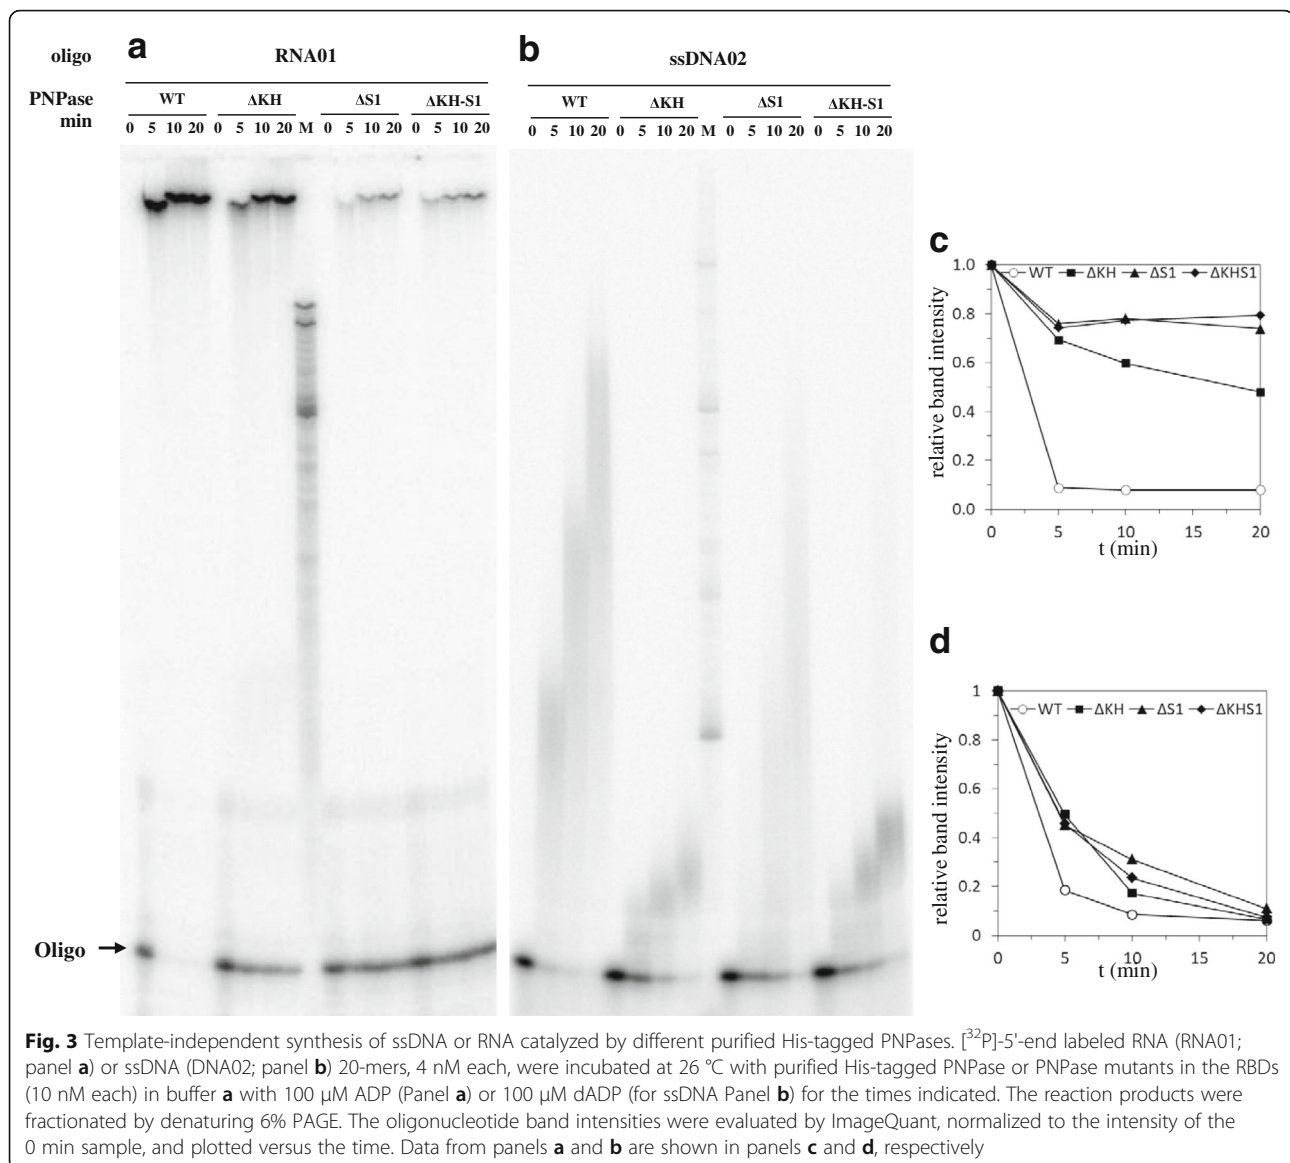 a
b
oligo
RNA01
ssDNA02
PNPase
WT ΔKH ΔS1 ΔKH-S1
WT ΔKH ΔS1 ΔKH-S1
min
0 5 10 20 0 5 10 20 M 0 5 10 20 0 5 10 20
0 5 10 20 0 5 10 20 M 0 5 10 20 0 5 10 20
Oligo
c
WT ΔKH ΔS1 ΔKHS1
relative band intensity
1.0
0.8
0.6
0.4
0.2
0.0
0 5 10 15 20
t (min)
d
WT ΔKH ΔS1 ΔKHS1
relative band intensity
1
0.8
0.6
0.4
0.2
0
0 5 10 15 20
t (min)
Fig. 3 Template-independent synthesis of ssDNA or RNA catalyzed by different purified His-tagged PNPases. [32P]-5'-end labeled RNA (RNA01;
panel a) or ssDNA (DNA02; panel b) 20-mers, 4 nM each, were incubated at 26 °C with purified His-tagged PNPase or PNPase mutants in the RBDs
(10 nM each) in buffer a with 100 μM ADP (Panel a) or 100 μM dADP (for ssDNA Panel b) for the times indicated. The reaction products were
fractionated by denaturing 6% PAGE. The oligonucleotide band intensities were evaluated by ImageQuant, normalized to the intensity of the
0 min sample, and plotted versus the time. Data from panels a and b are shown in panels c and d, respectively